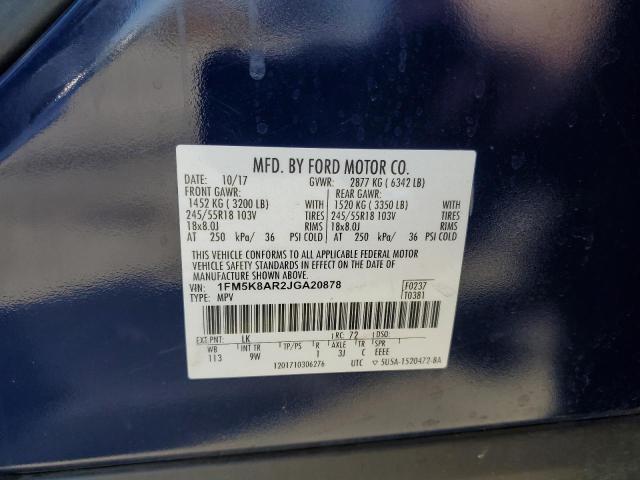 MFD. BY FORD MOTOR CO.
DATE: 10/17 GVWR: 2877 KG ( 6342 LB)
FRONT GAWR: REAR GAWR:
1452 KG ( 3200 LB) WITH 1520 KG ( 3350 LB) WITH
245/55R18 103V TIRES 245/55R18 103V TIRES
18x8.0J RIMS 18x8.0J RIMS
AT 250 kPa/ 36 PSI COLD AT 250 kPa/ 36 PSI COLD
THIS VEHICLE CONFORMS TO ALL APPLICABLE FEDERAL MOTOR
VEHICLE SAFETY STANDARDS IN EFFECT ON THE DATE OF
MANUFACTURE SHOWN ABOVE.
VIN: 1FM5K8AR2JGA20878 F0237
TYPE: MPV T0381
EXT PNT: LK RC: 72 DSO:
WB INT TR TP/PS R AXLE TR SPR
113 9W 1 3J C EEEE
1201710306276 UTC 5U5A-1520472-BA